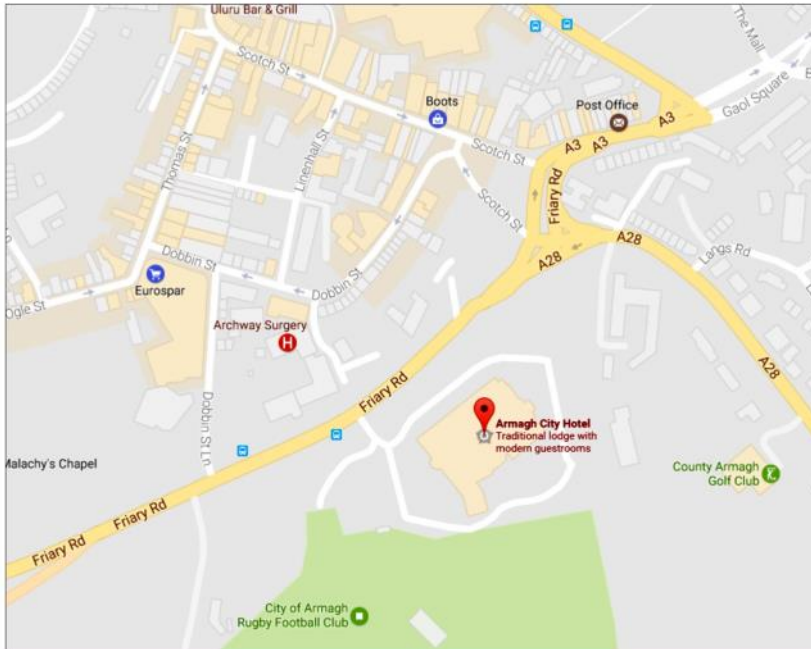 Uluru Bar & Grill
The Mall
Scotch St
Gaol Square
Boots
Post Office
A3
A3
A3
Thomas St
Linenhall St
Scotch St
Friary Rd
Scotch St
A28
A28
Langs Rd
Dobbin St
Dobbin St
Eurospar
Ogle St
Archway Surgery
H
A28
Friary Rd
Armagh City Hotel
Traditional lodge with
modern guestrooms
Dobbin St Ln
Malachy's Chapel
County Armagh
Golf Club
Friary Rd
Friary Rd
City of Armagh
Rugby Football Club